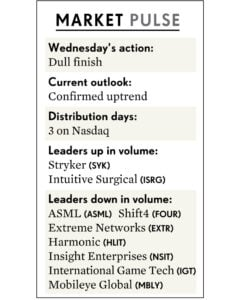 MARKET PULSE
Wednesday's action:
Dull finish
Current outlook:
Confirmed uptrend
Distribution days:
3 on Nasdaq
Leaders up in volume:
Stryker (SYK)
Intuitive Surgical (ISRG)
Leaders down in volume:
ASML (ASML) Shift4 (FOUR)
Extreme Networks (EXTR)
Harmonic (HLIT)
Insight Enterprises (NSIT)
International Game Tech (IGT)
Mobileye Global (MBLY)